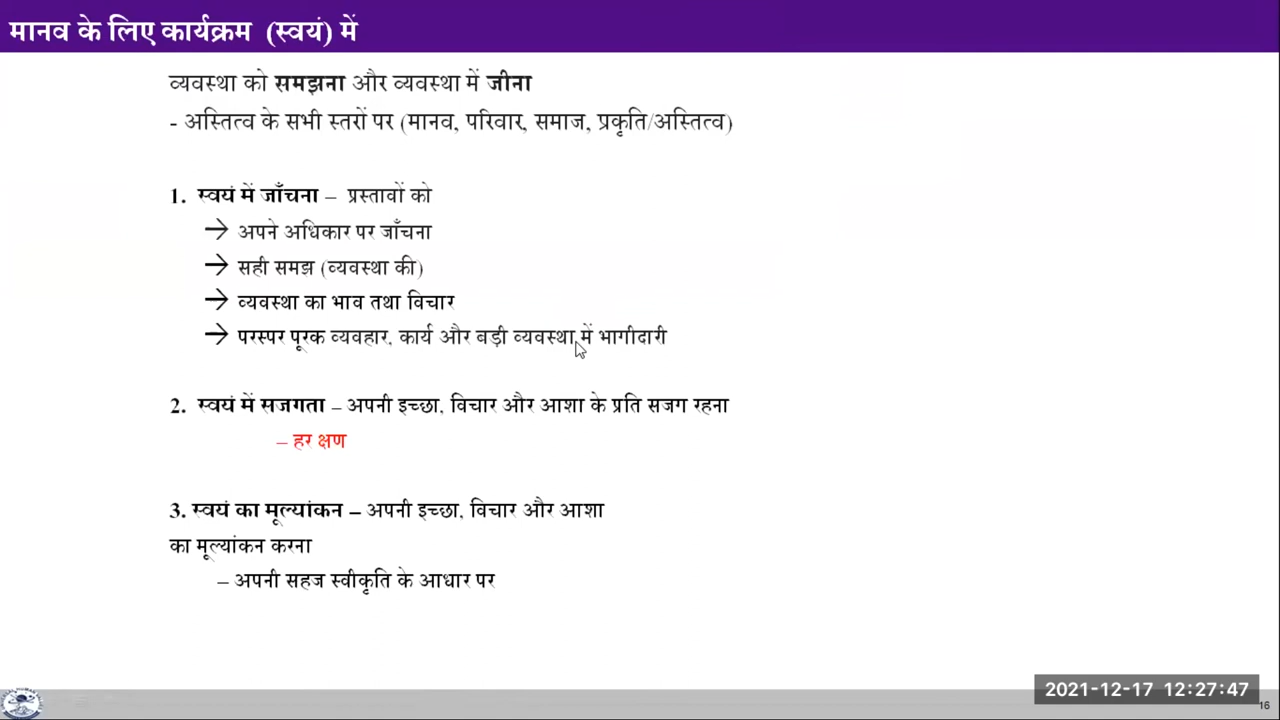 मानव के लिए कार्यक्रम (स्वयं) में
व्यवस्था को समझना और व्यवस्था में जीना
- अस्तित्व के सभी स्तरों पर (मानव, परिवार, समाज, प्रकृति/अस्तित्व)
1. स्वयं में जाँचना – प्रस्तावों को
→ अपने अधिकार पर जाँचना
→ सही समझ (व्यवस्था की)
→ व्यवस्था का भाव तथा विचार
→ परस्पर पूरक व्यवहार, कार्य और बड़ी व्यवस्था में भागीदारी
2. स्वयं में सजगता – अपनी इच्छा, विचार और आशा के प्रति सजग रहना
– हर क्षण
3. स्वयं का मूल्यांकन – अपनी इच्छा, विचार और आशा
का मूल्यांकन करना
– अपनी सहज स्वीकृति के आधार पर
2021-12-17 12:27:47
16